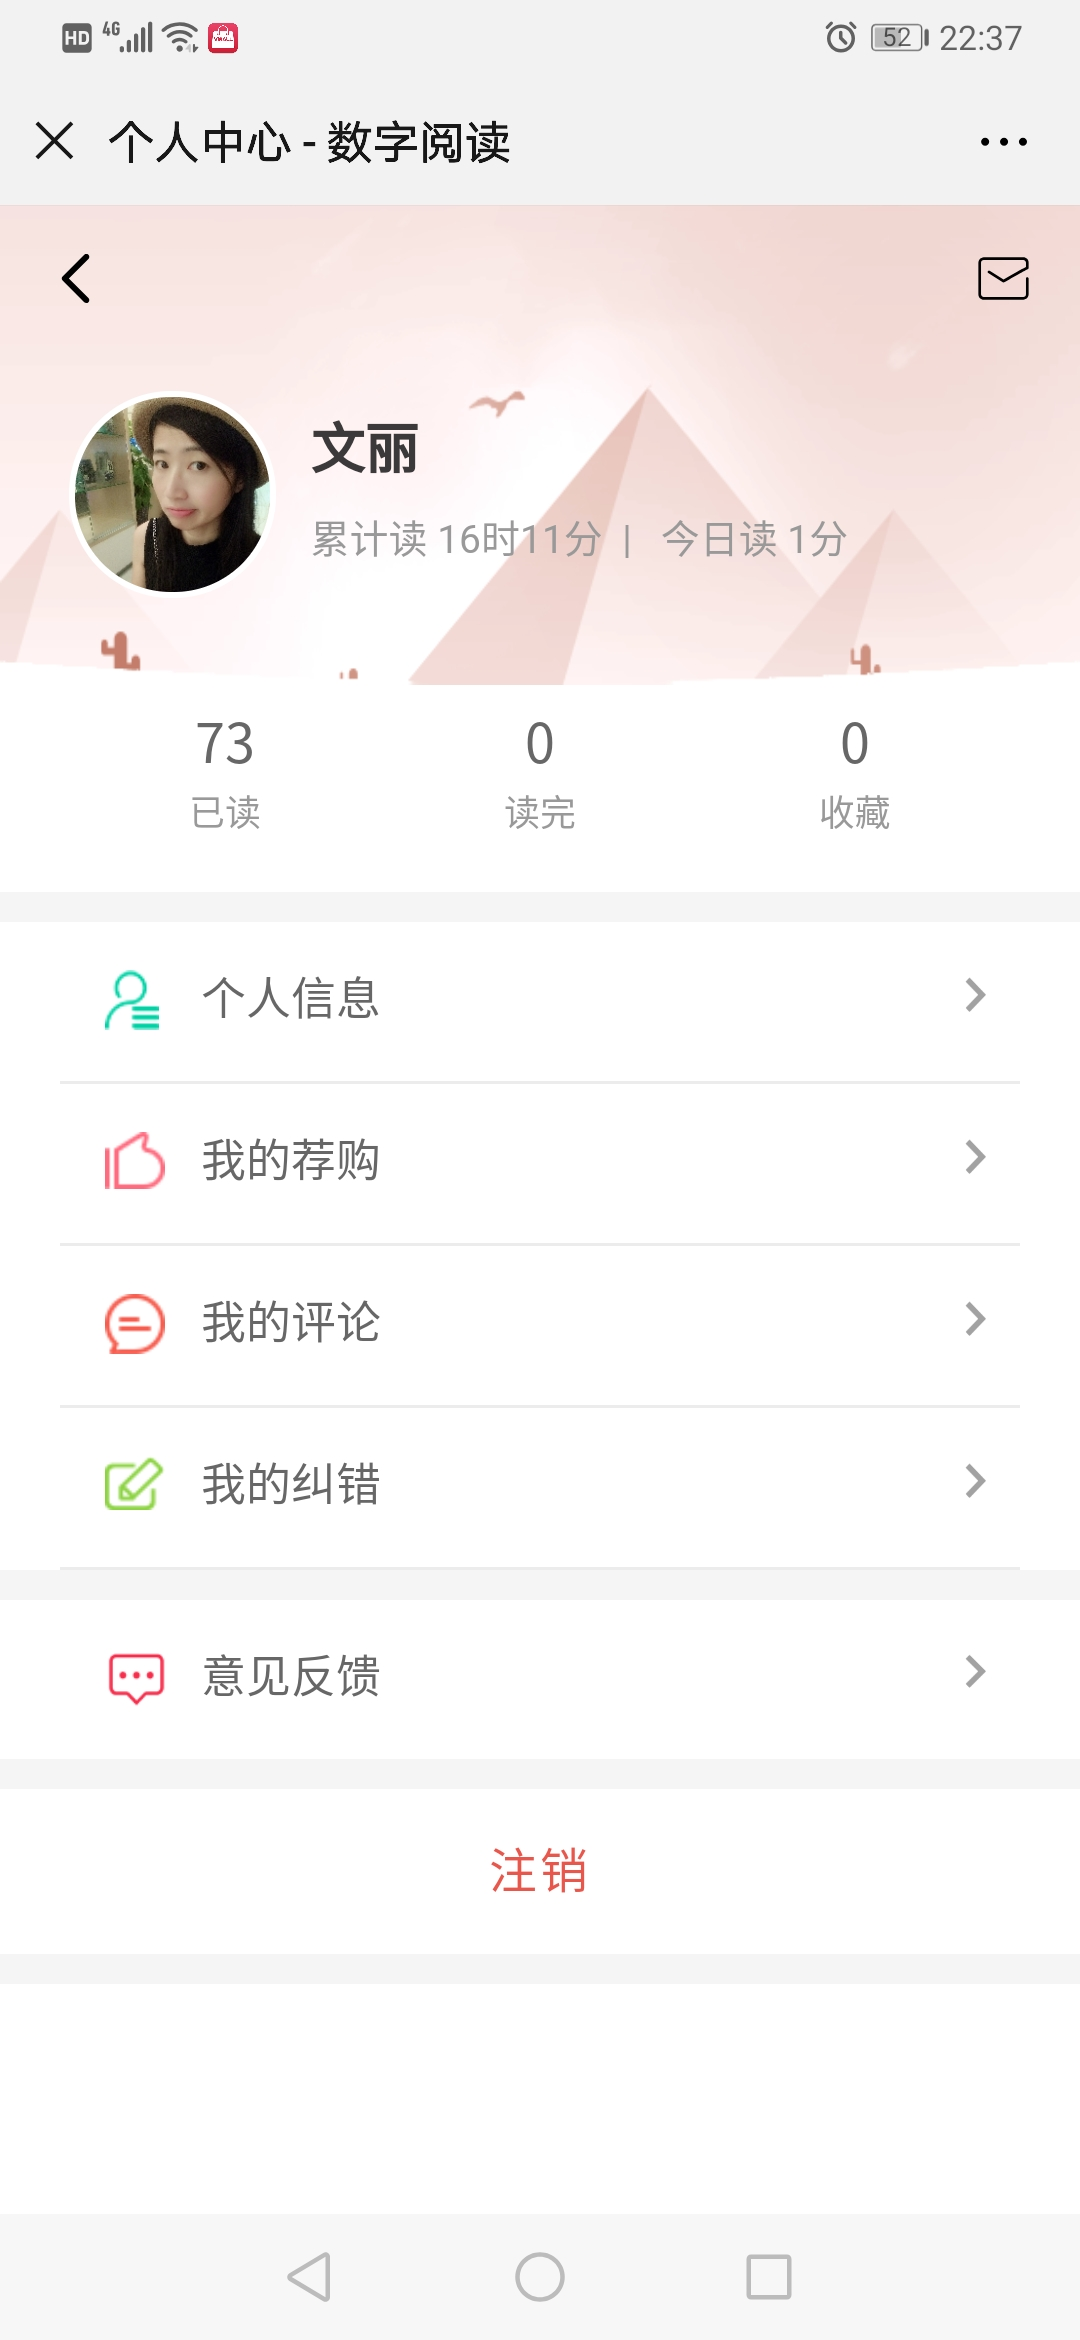 HD 4G 52 22:37
个人中心 - 数字阅读
文丽
累计读 16时11分 | 今日读 1分
73 0 0
已读 读完 收藏
个人信息
我的荐购
我的评论
我的纠错
意见反馈
注销